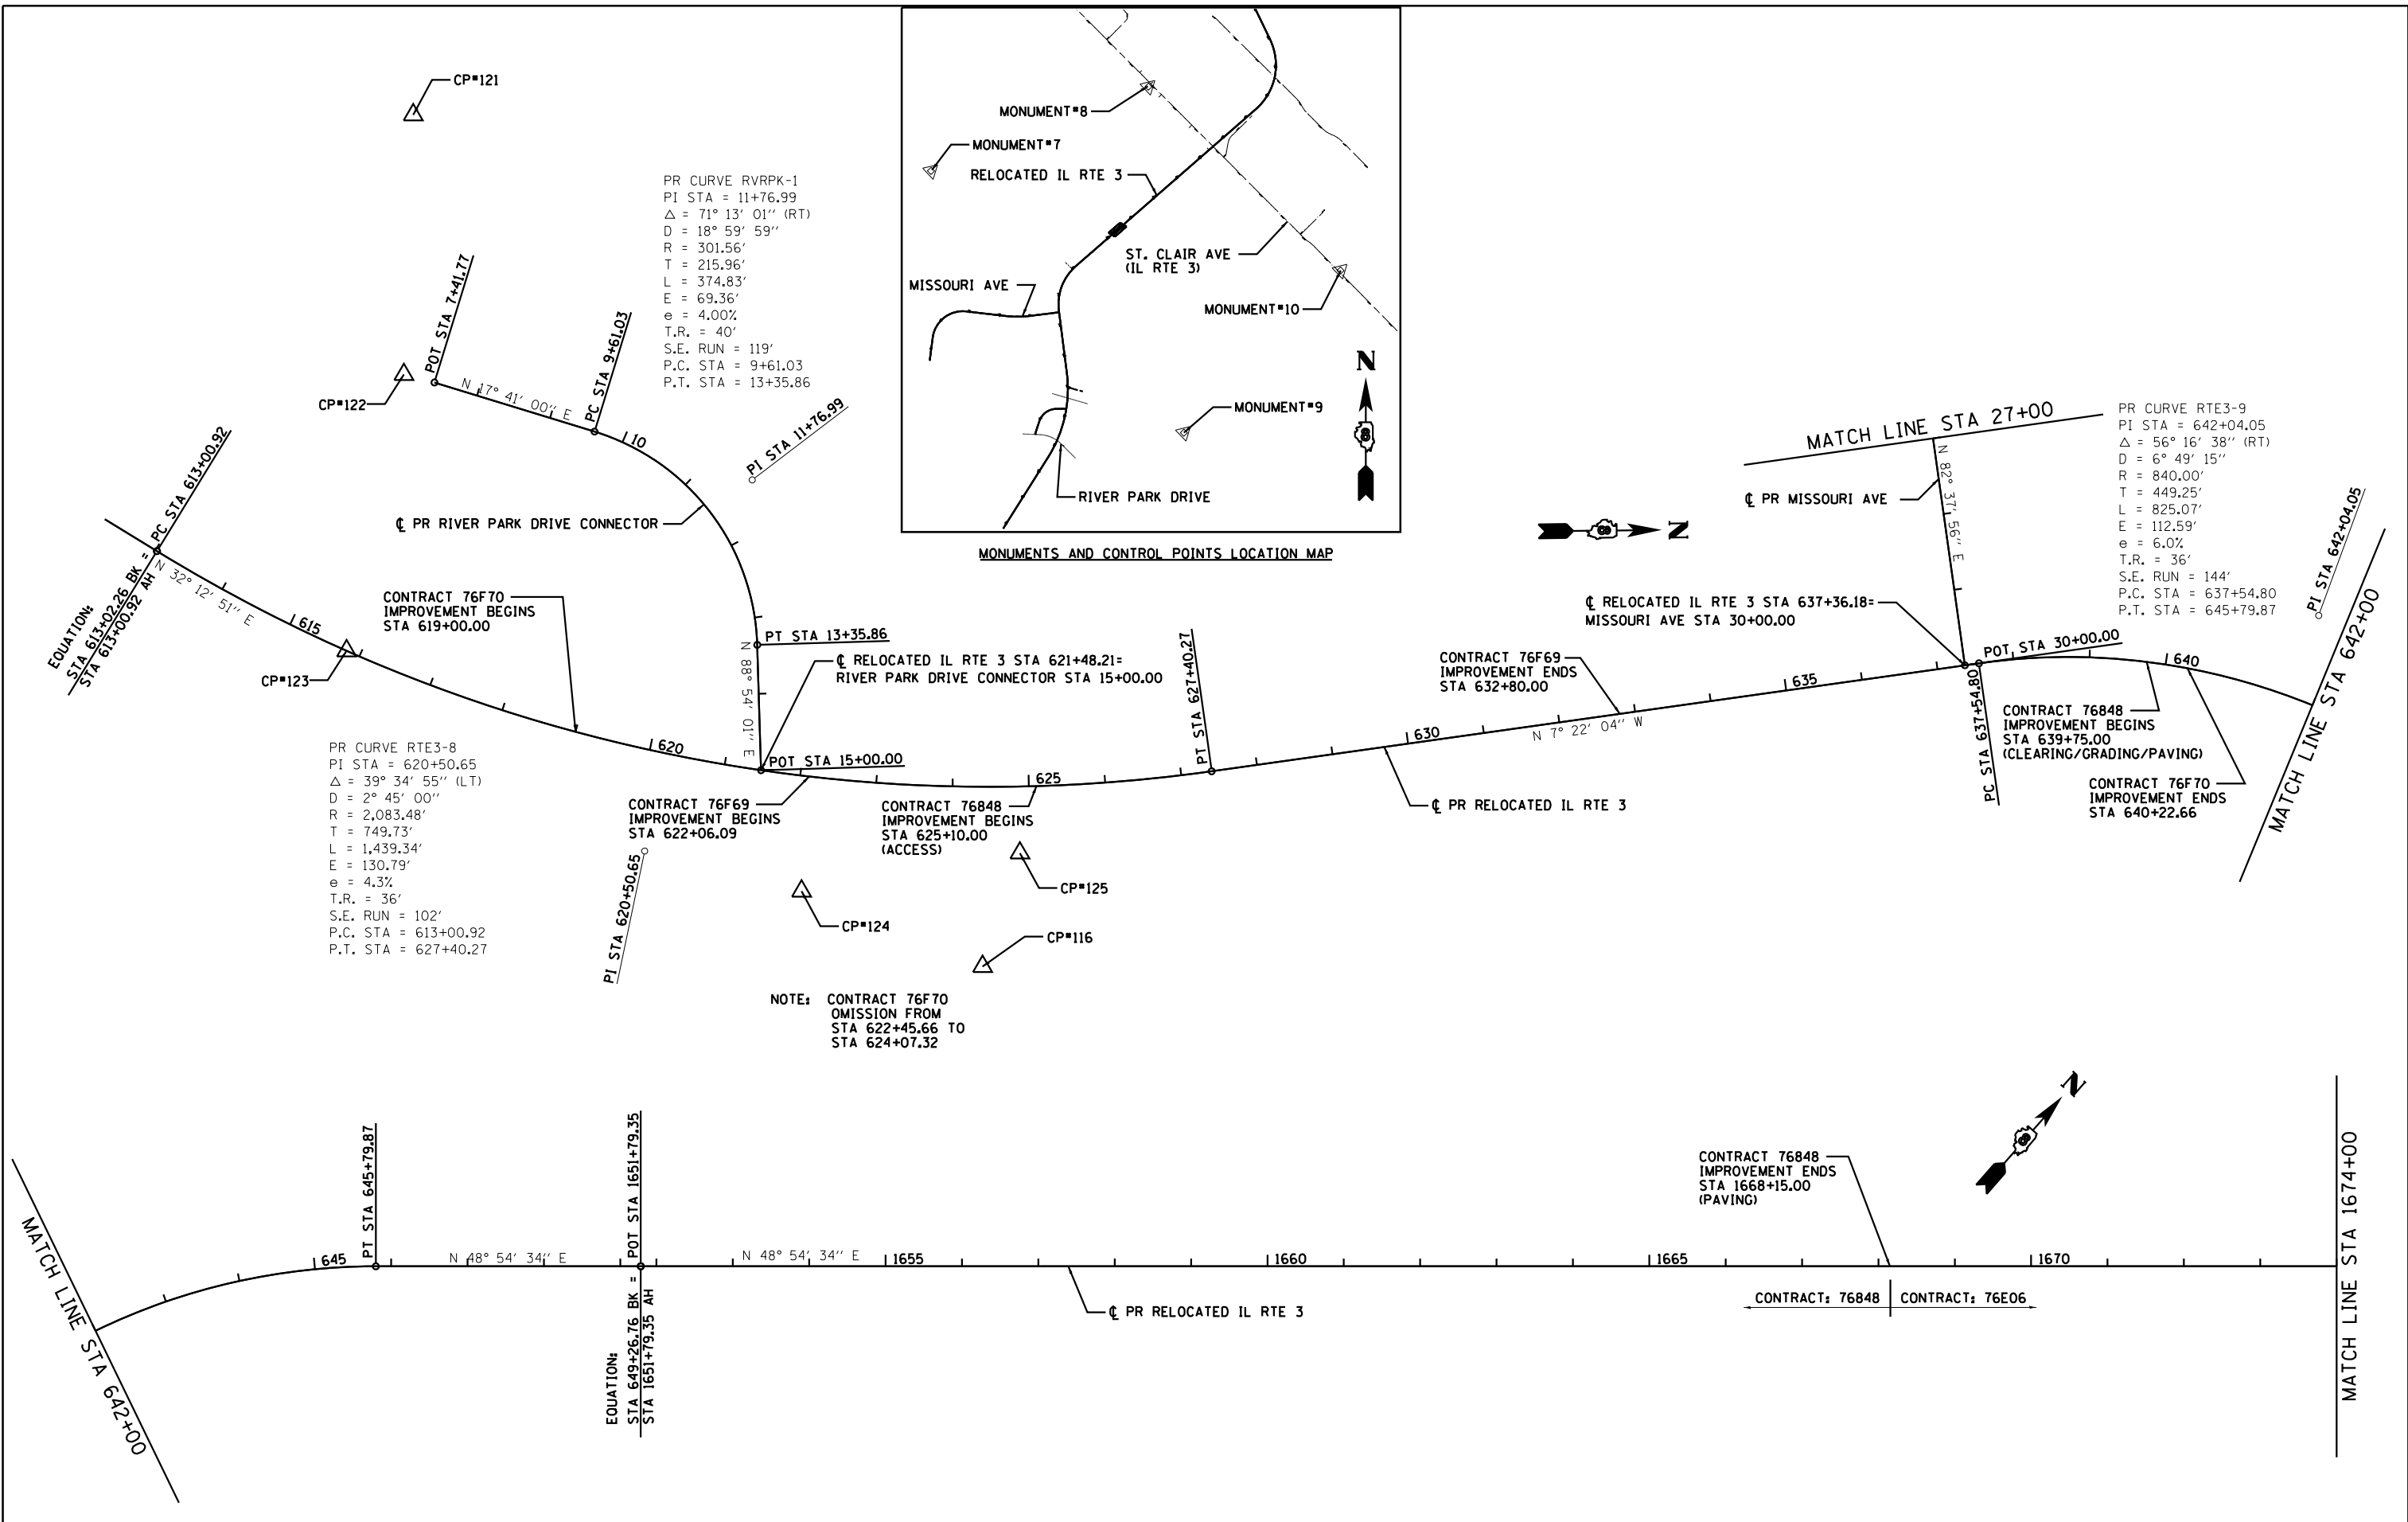 CP#121
PR CURVE RVRPK-1
PI STA = 11+76.99
△ = 71° 13' 01'' (RT)
D = 18° 59' 59''
R = 301.56'
T = 215.96'
L = 374.83'
E = 69.36'
e = 4.00%
T.R. = 40'
S.E. RUN = 119'
P.C. STA = 9+61.03
P.T. STA = 13+35.86
MONUMENT#8
MONUMENT#7
RELOCATED IL RTE 3
ST. CLAIR AVE
(IL RTE 3)
MISSOURI AVE
MONUMENT#10
N
MONUMENT#9
RIVER PARK DRIVE
MONUMENTS AND CONTROL POINTS LOCATION MAP
POT STA 7+41.77
CP#122
N 17° 41' 00'' E
PC STA 9+61.03
10
PI STA 11+76.99
℄ PR RIVER PARK DRIVE CONNECTOR
PC STA 613+00.92
EQUATION:
STA 613+02.26 BK =
STA 613+00.92 AH
N 32° 12' 51'' E
615
CP#123
CONTRACT 76F70
IMPROVEMENT BEGINS
STA 619+00.00
PT STA 13+35.86
N 88° 54' 01'' E
℄ RELOCATED IL RTE 3 STA 621+48.21=
RIVER PARK DRIVE CONNECTOR STA 15+00.00
620
POT STA 15+00.00
PR CURVE RTE3-8
PI STA = 620+50.65
△ = 39° 34' 55'' (LT)
D = 2° 45' 00''
R = 2,083.48'
T = 749.73'
L = 1,439.34'
E = 130.79'
e = 4.3%
T.R. = 36'
S.E. RUN = 102'
P.C. STA = 613+00.92
P.T. STA = 627+40.27
CONTRACT 76F69
IMPROVEMENT BEGINS
STA 622+06.09
PI STA 620+50.65
625
CONTRACT 76848
IMPROVEMENT BEGINS
STA 625+10.00
(ACCESS)
CP#125
CP#124
CP#116
NOTE: CONTRACT 76F70
OMISSION FROM
STA 622+45.66 TO
STA 624+07.32
PT STA 627+40.27
630
℄ PR RELOCATED IL RTE 3
N 7° 22' 04'' W
CONTRACT 76F69
IMPROVEMENT ENDS
STA 632+80.00
635
N
MATCH LINE STA 27+00
℄ PR MISSOURI AVE
N 82° 37' 56'' E
℄ RELOCATED IL RTE 3 STA 637+36.18=
MISSOURI AVE STA 30+00.00
POT STA 30+00.00
PC STA 637+54.80
640
PR CURVE RTE3-9
PI STA = 642+04.05
△ = 56° 16' 38'' (RT)
D = 6° 49' 15''
R = 840.00'
T = 449.25'
L = 825.07'
E = 112.59'
e = 6.0%
T.R. = 36'
S.E. RUN = 144'
P.C. STA = 637+54.80
P.T. STA = 645+79.87
PI STA 642+04.05
CONTRACT 76848
IMPROVEMENT BEGINS
STA 639+75.00
(CLEARING/GRADING/PAVING)
CONTRACT 76F70
IMPROVEMENT ENDS
STA 640+22.66
MATCH LINE STA 642+00
MATCH LINE STA 642+00
645
PT STA 645+79.87
N 48° 54' 34'' E
POT STA 1651+79.35
EQUATION:
STA 649+26.76 BK =
STA 1651+79.35 AH
N 48° 54' 34'' E
1655
℄ PR RELOCATED IL RTE 3
1660
1665
CONTRACT 76848
IMPROVEMENT ENDS
STA 1668+15.00
(PAVING)
N
1670
CONTRACT: 76848
CONTRACT: 76E06
MATCH LINE STA 1674+00